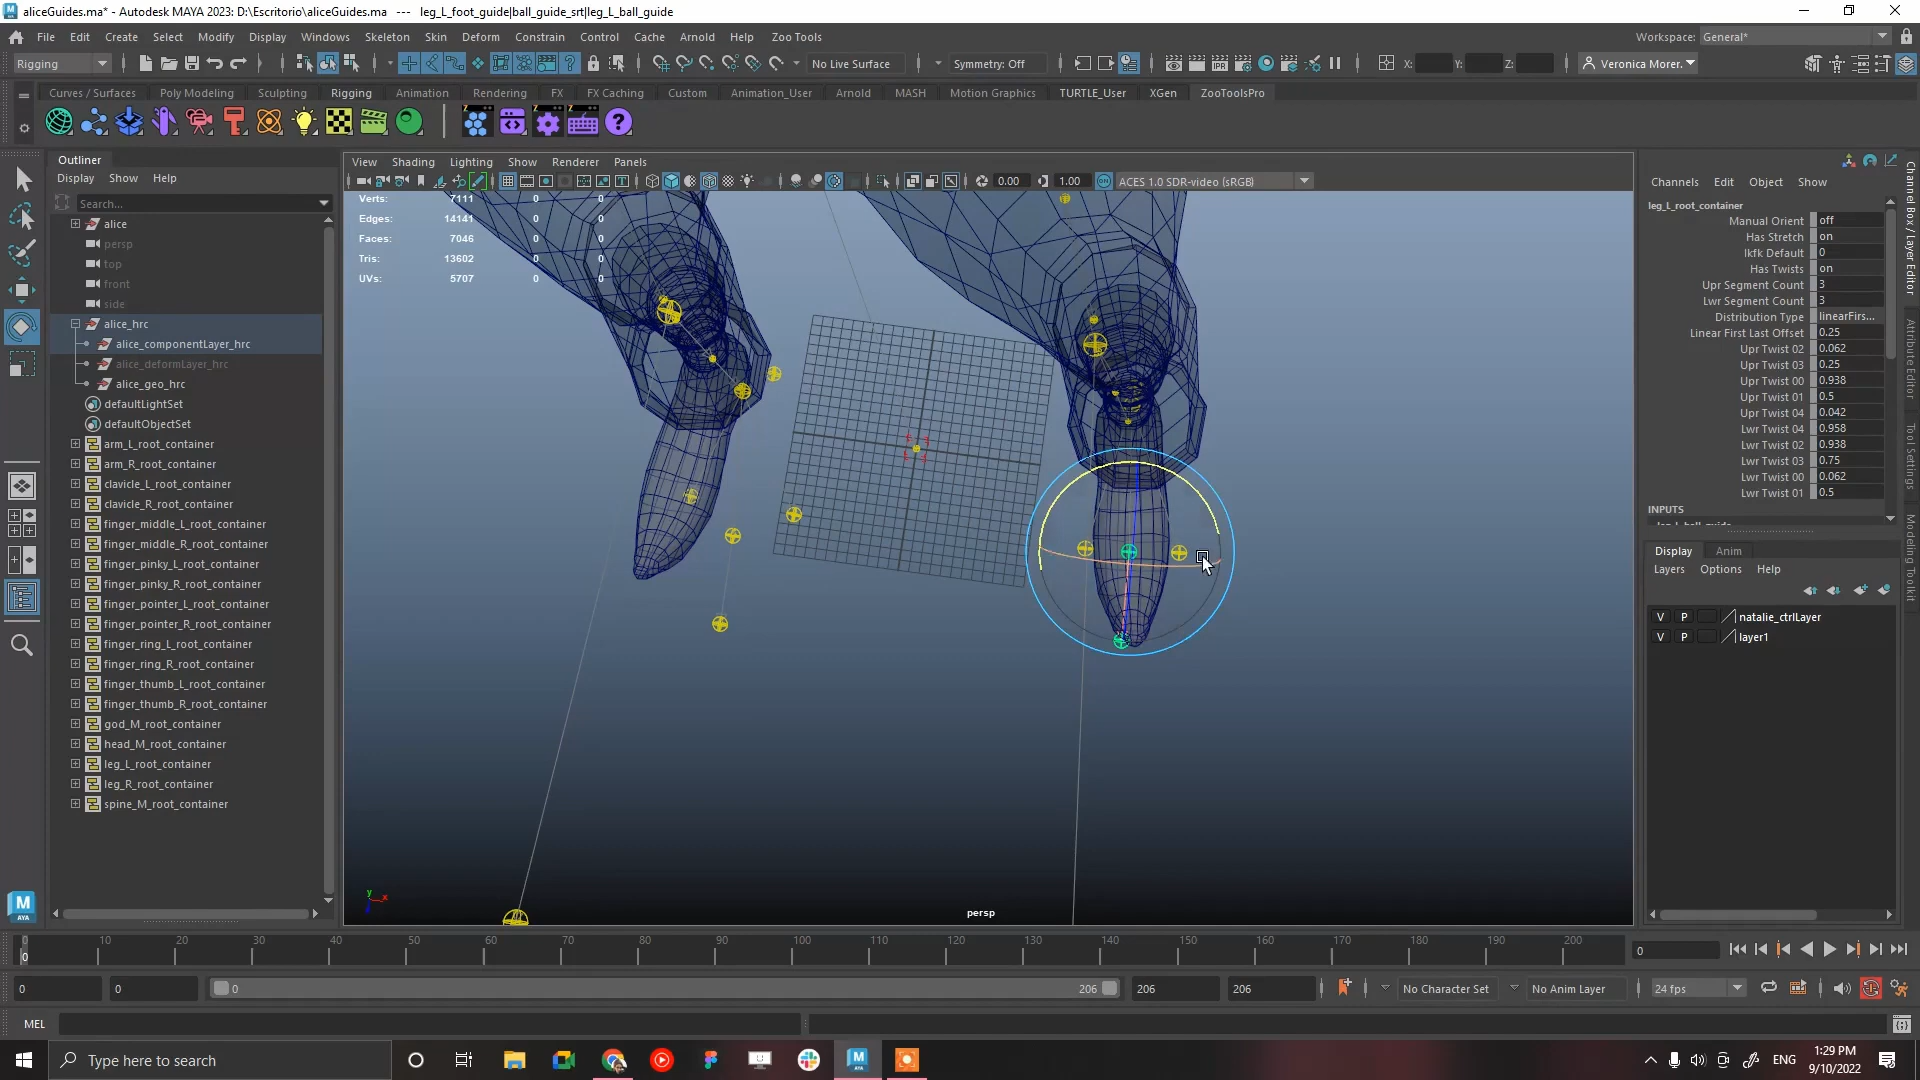 aliceGuides.ma* - Autodesk MAYA 2023: D:\Escritorio\aliceGuides.ma   ---   leg_L_foot_guide|ball_guide_srt|leg_L_ball_guide
File Edit Create Select Modify Display Windows Skeleton Skin Deform Constrain Control Cache Arnold Help Zoo Tools
Workspace: General*
Rigging
No Live Surface
Symmetry: Off
IPR
X:
Y:
Z:
Veronica Morer.
Curves / Surfaces Poly Modeling Sculpting Rigging Animation Rendering FX FX Caching Custom Animation_User Arnold MASH Motion Graphics TURTLE_User XGen ZooToolsPro
Outliner
Display Show Help
Search...
alice
persp
top
front
side
alice_hrc
alice_componentLayer_hrc
alice_deformLayer_hrc
alice_geo_hrc
defaultLightSet
defaultObjectSet
arm_L_root_container
arm_R_root_container
clavicle_L_root_container
clavicle_R_root_container
finger_middle_L_root_container
finger_middle_R_root_container
finger_pinky_L_root_container
finger_pinky_R_root_container
finger_pointer_L_root_container
finger_pointer_R_root_container
finger_ring_L_root_container
finger_ring_R_root_container
finger_thumb_L_root_container
finger_thumb_R_root_container
god_M_root_container
head_M_root_container
leg_L_root_container
leg_R_root_container
spine_M_root_container
View Shading Lighting Show Renderer Panels
0.00
1.00
ACES 1.0 SDR-video (sRGB)
Verts: 7111 0 0
Edges: 14141 0 0
Faces: 7046 0 0
Tris: 13602 0 0
UVs: 5707 0 0
y
x
persp
Channels Edit Object Show
leg_L_root_container
Manual Orient off
Has Stretch on
Ikfk Default 0
Has Twists on
Upr Segment Count 3
Lwr Segment Count 3
Distribution Type linearFirs...
Linear First Last Offset 0.25
Upr Twist 02 0.062
Upr Twist 03 0.25
Upr Twist 00 0.938
Upr Twist 01 0.5
Upr Twist 04 0.042
Lwr Twist 04 0.958
Lwr Twist 02 0.938
Lwr Twist 03 0.75
Lwr Twist 00 0.062
Lwr Twist 01 0.5
INPUTS
Display Anim
Layers Options Help
V P natalie_ctrlLayer
V P layer1
Channel Box / Layer Editor
Attribute Editor
Tool Settings
Modeling Toolkit
M
AYA
0 10 20 30 40 50 60 70 80 90 100 110 120 130 140 150 160 170 180 190 200
0
0
0
0
0
206
206
206
No Character Set
No Anim Layer
24 fps
MEL
Type here to search
ENG
1:29 PM
9/10/2022